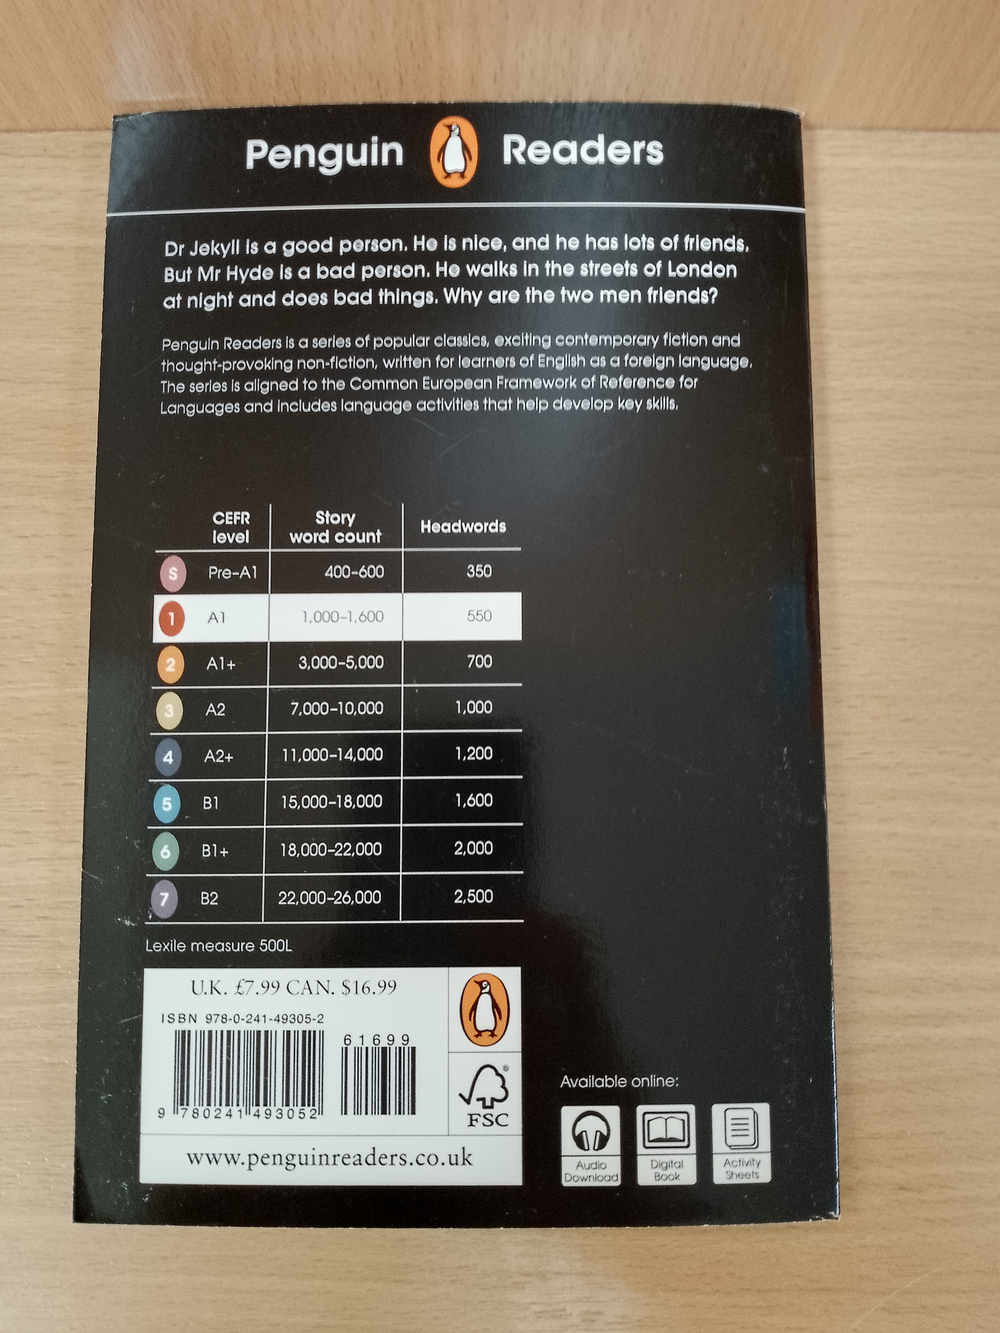 Penguin Readers
Dr Jekyll is a good person. He is nice, and he has lots of friends.
But Mr Hyde is a bad person. He walks in the streets of London
at night and does bad things. Why are the two men friends?
Penguin Readers is a series of popular classics, exciting contemporary fiction and
thought-provoking non-fiction, written for learners of English as a foreign language.
The series is aligned to the Common European Framework of Reference for
Languages and includes language activities that help develop key skills.
CEFR level Story word count Headwords
S Pre-A1 400-600 350
1 A1 1,000-1,600 550
2 A1+ 3,000-5,000 700
3 A2 7,000-10,000 1,000
4 A2+ 11,000-14,000 1,200
5 B1 15,000-18,000 1,600
6 B1+ 18,000-22,000 2,000
7 B2 22,000-26,000 2,500
Lexile measure 500L
U.K. £7.99 CAN. $16.99
ISBN 978-0-241-49305-2
61699
9 780241 493052
FSC
www.penguinreaders.co.uk
Available online:
Audio Download
Digital Book
Activity Sheets